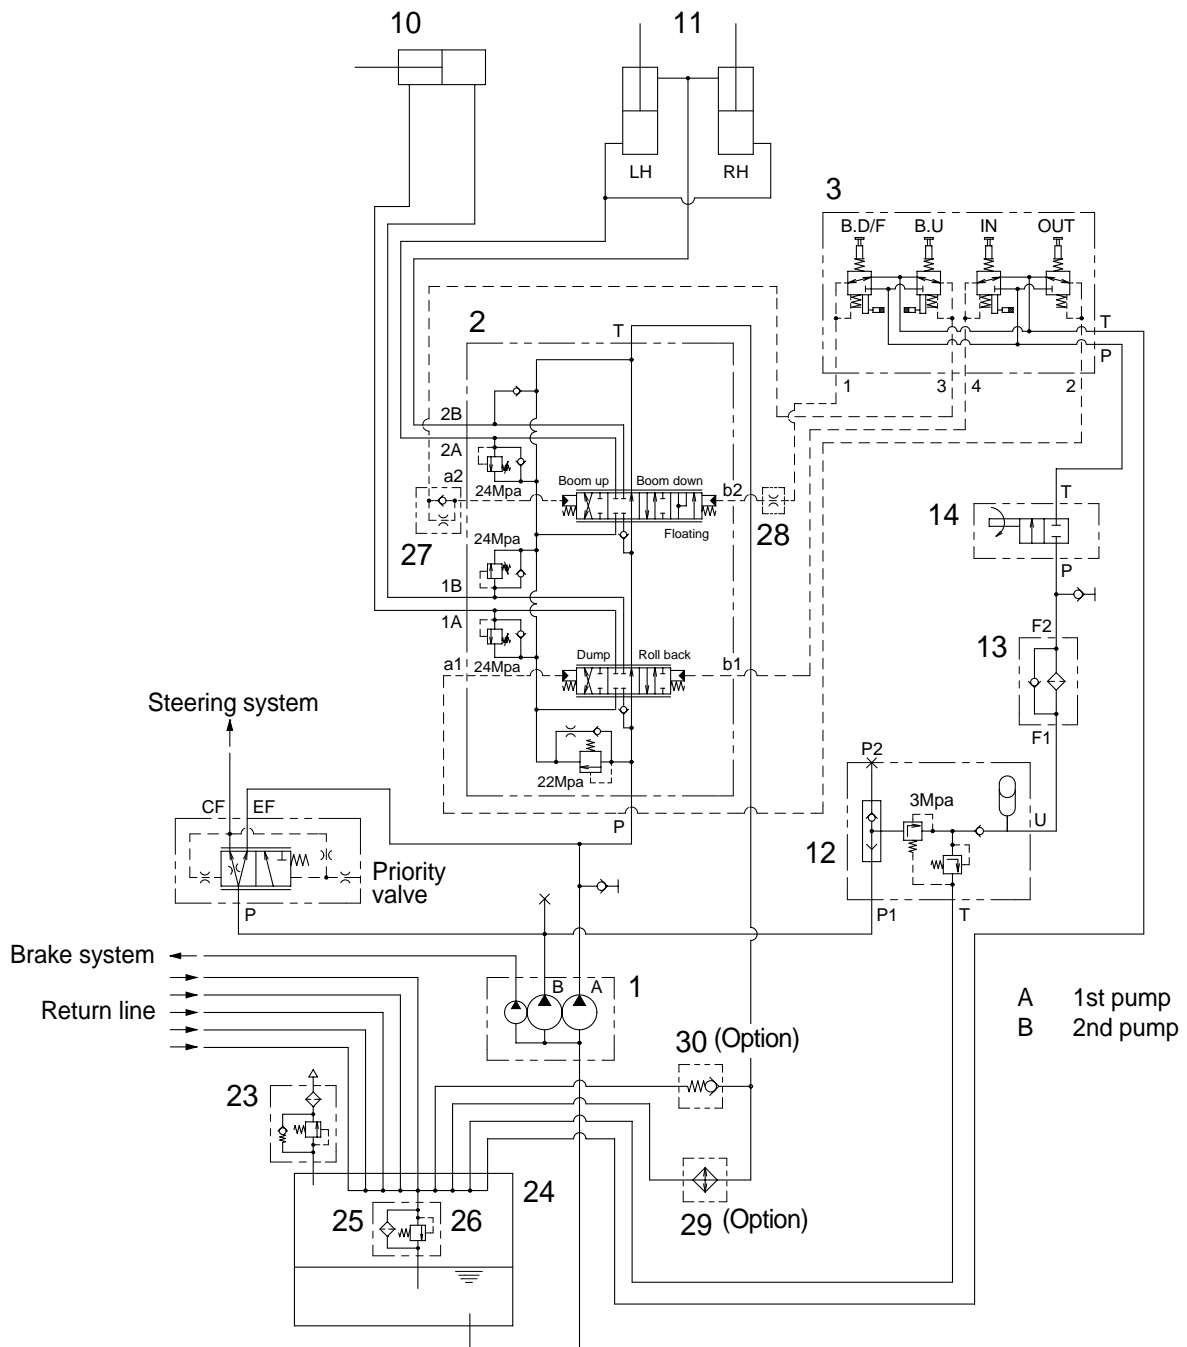 10
11
LH
RH
3
B.D/F
B.U
IN
OUT
T
P
1
3
4
2
2
T
2B
2A
a2
24Mpa
Boom up
Boom down
b2
Floating
27
28
24Mpa
1B
1A
a1
24Mpa
Dump
Roll back
b1
22Mpa
P
14
T
P
F2
13
F1
P2
3Mpa
U
12
P1
T
Steering system
CF
EF
Priority
valve
P
Brake system
Return line
1
B
A
A 1st pump
B 2nd pump
30 (Option)
23
24
25
26
29 (Option)